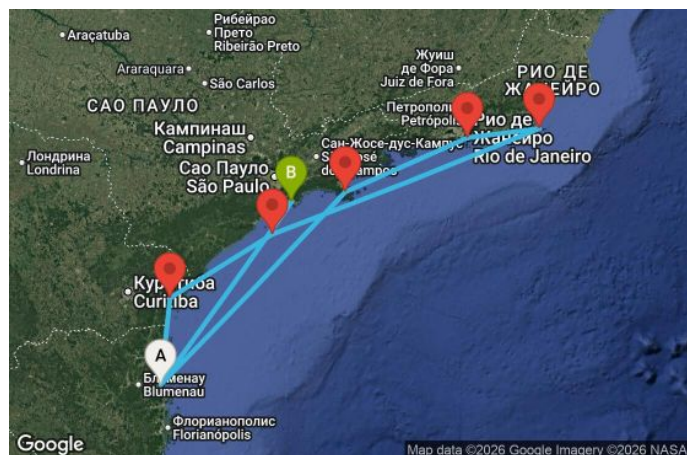 Рибейрао
Прето
Ribeirão Preto
Araçatuba
Araraquara
São Carlos
Жуиш
де Фора
Juiz de Fora
РИО ДЕ
ЖАНЕЙРО
САО ПАУЛО
Петрополи
Petrópolis
Кампинаш
Campinas
Рио де
Жанейро
Rio de Janeiro
Сан-Жосе-дус-Кампус
São José
dos Campos
Лондрина
Londrina
Сао Пауло
São Paulo
B
Куритиба
Curitiba
A
Блуменау
Blumenau
Флорианополис
Florianópolis
Google
Map data ©2026 Google Imagery ©2026 NASA